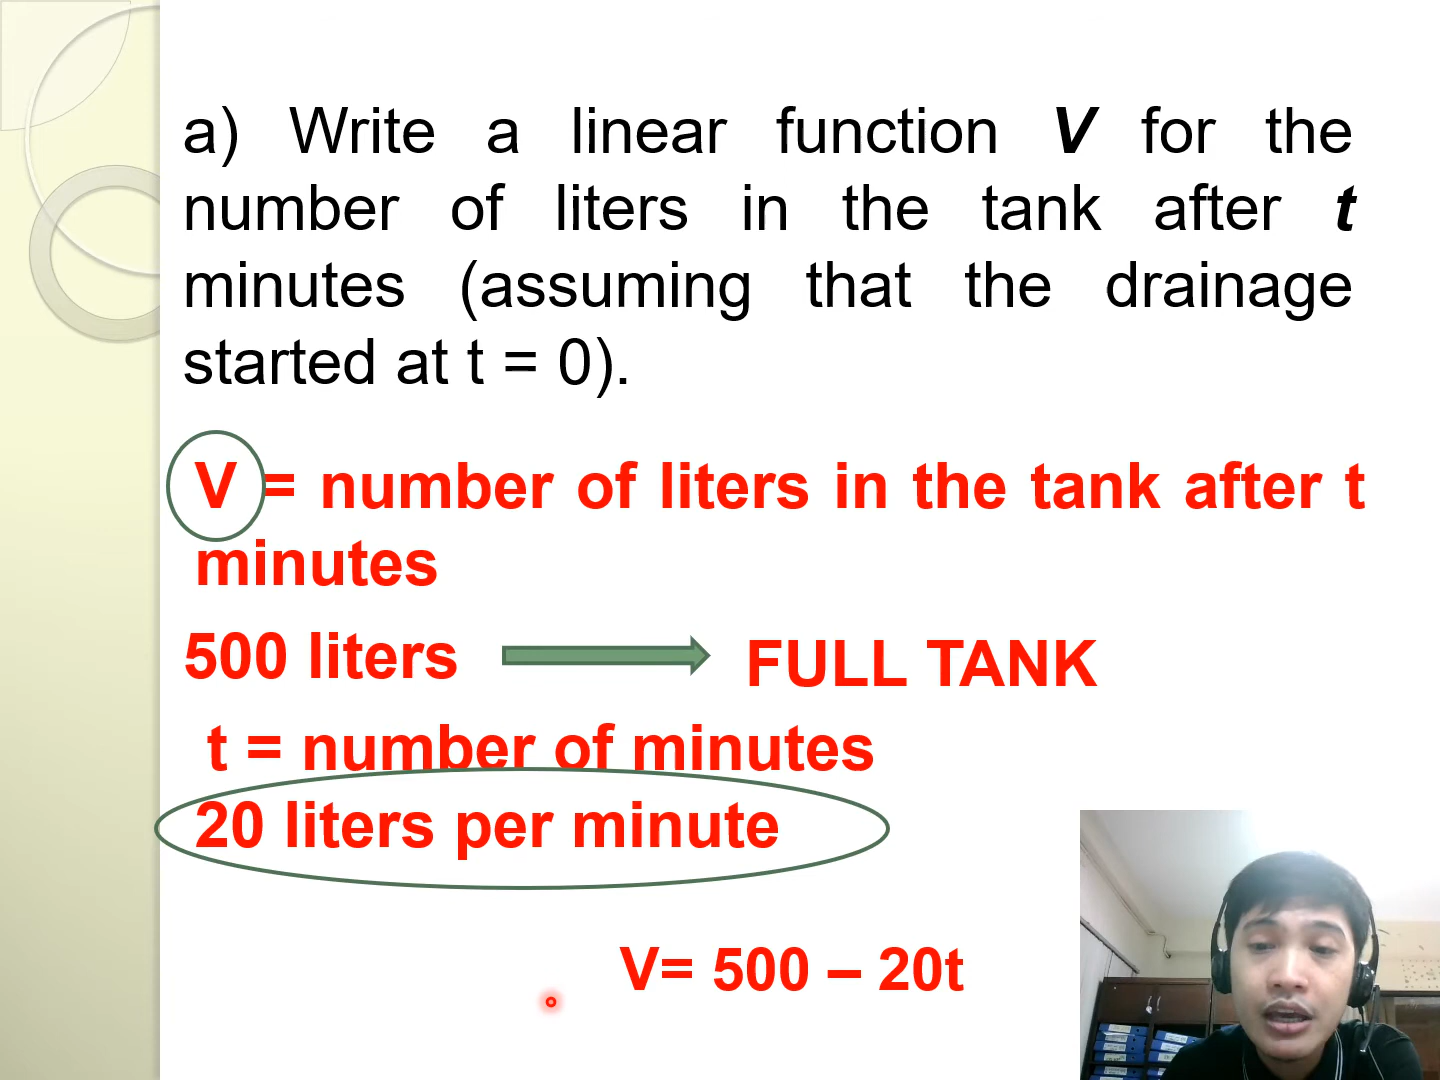 a) Write a linear function V for the
number of liters in the tank after t
minutes (assuming that the drainage
started at t = 0).
V = number of liters in the tank after t
minutes
500 liters FULL TANK
t = number of minutes
20 liters per minute
V= 500 – 20t